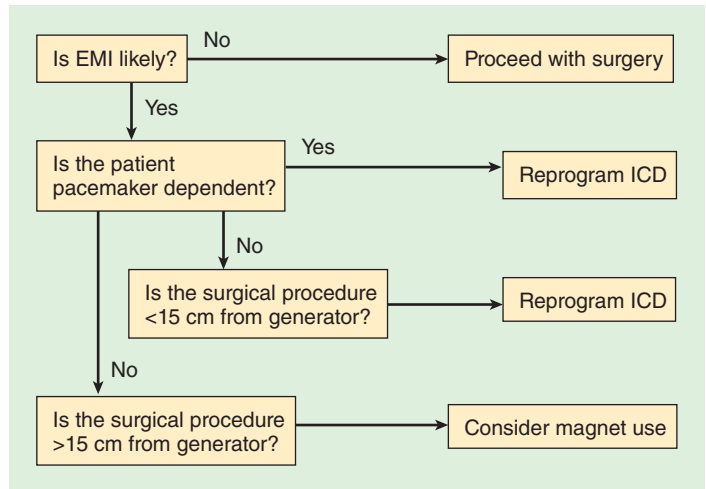 Is EMI likely?
No
Proceed with surgery
Yes
Is the patient
pacemaker dependent?
Yes
Reprogram ICD
No
Is the surgical procedure
<15 cm from generator?
Reprogram ICD
No
Is the surgical procedure
>15 cm from generator?
Consider magnet use